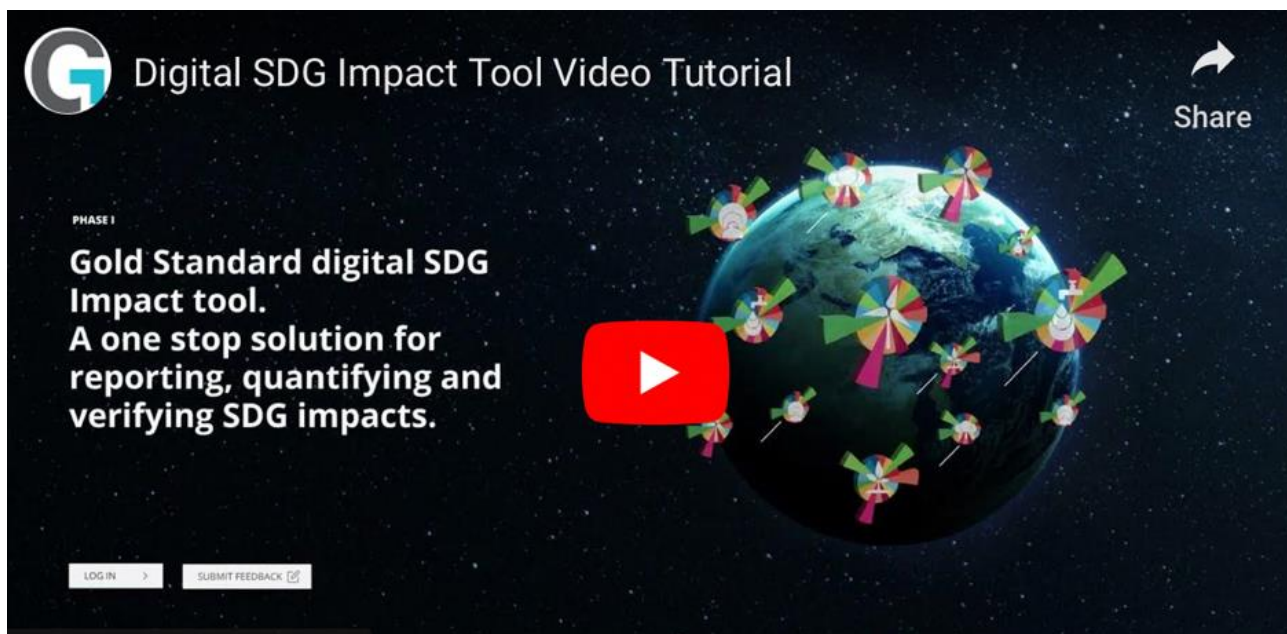 Digital SDG Impact Tool Video Tutorial
Share
PHASE I
Gold Standard digital SDG
Impact tool.
A one stop solution for
reporting, quantifying and
verifying SDG impacts.
LOG IN >
SUBMIT FEEDBACK